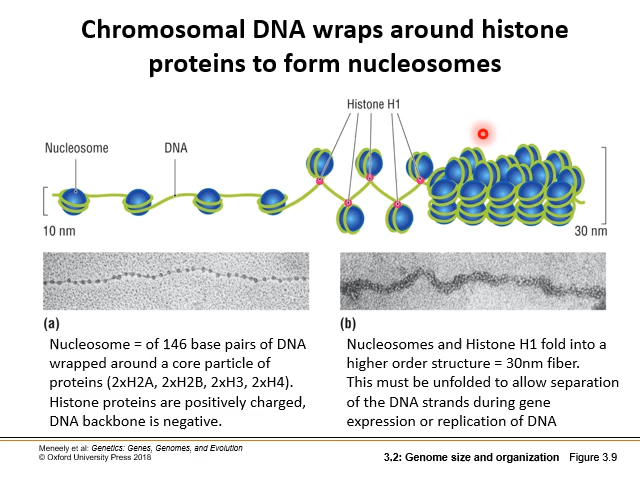 Chromosomal DNA wraps around histone
proteins to form nucleosomes
Histone H1
Nucleosome
DNA
10 nm
30 nm
(a)
Nucleosome = of 146 base pairs of DNA
wrapped around a core particle of
proteins (2xH2A, 2xH2B, 2xH3, 2xH4).
Histone proteins are positively charged,
DNA backbone is negative.
(b)
Nucleosomes and Histone H1 fold into a
higher order structure = 30nm fiber.
This must be unfolded to allow separation
of the DNA strands during gene
expression or replication of DNA
Meneely et al: Genetics: Genes, Genomes, and Evolution
© Oxford University Press 2018
3.2: Genome size and organization Figure 3.9